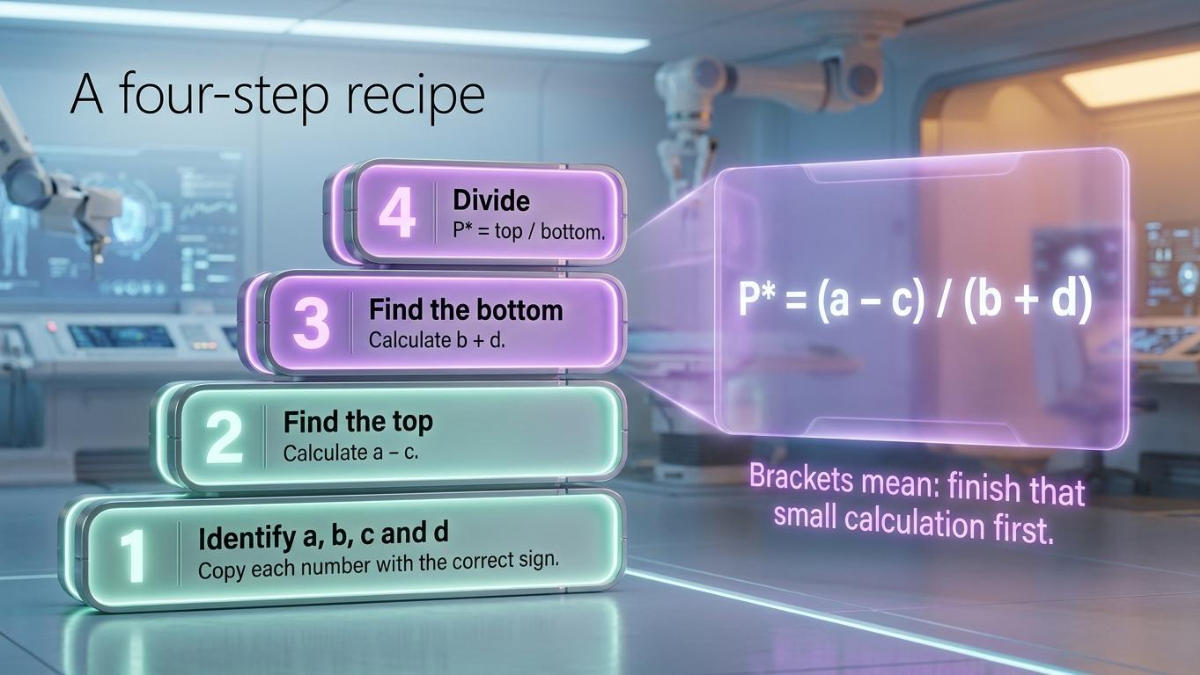 A four-step recipe
4
Divide
P* = top / bottom.
3
Find the bottom
Calculate b + d.
2
Find the top
Calculate a – c.
1
Identify a, b, c and d
Copy each number with the correct sign.
P* = (a – c) / (b + d)
Brackets mean: finish that
small calculation first.